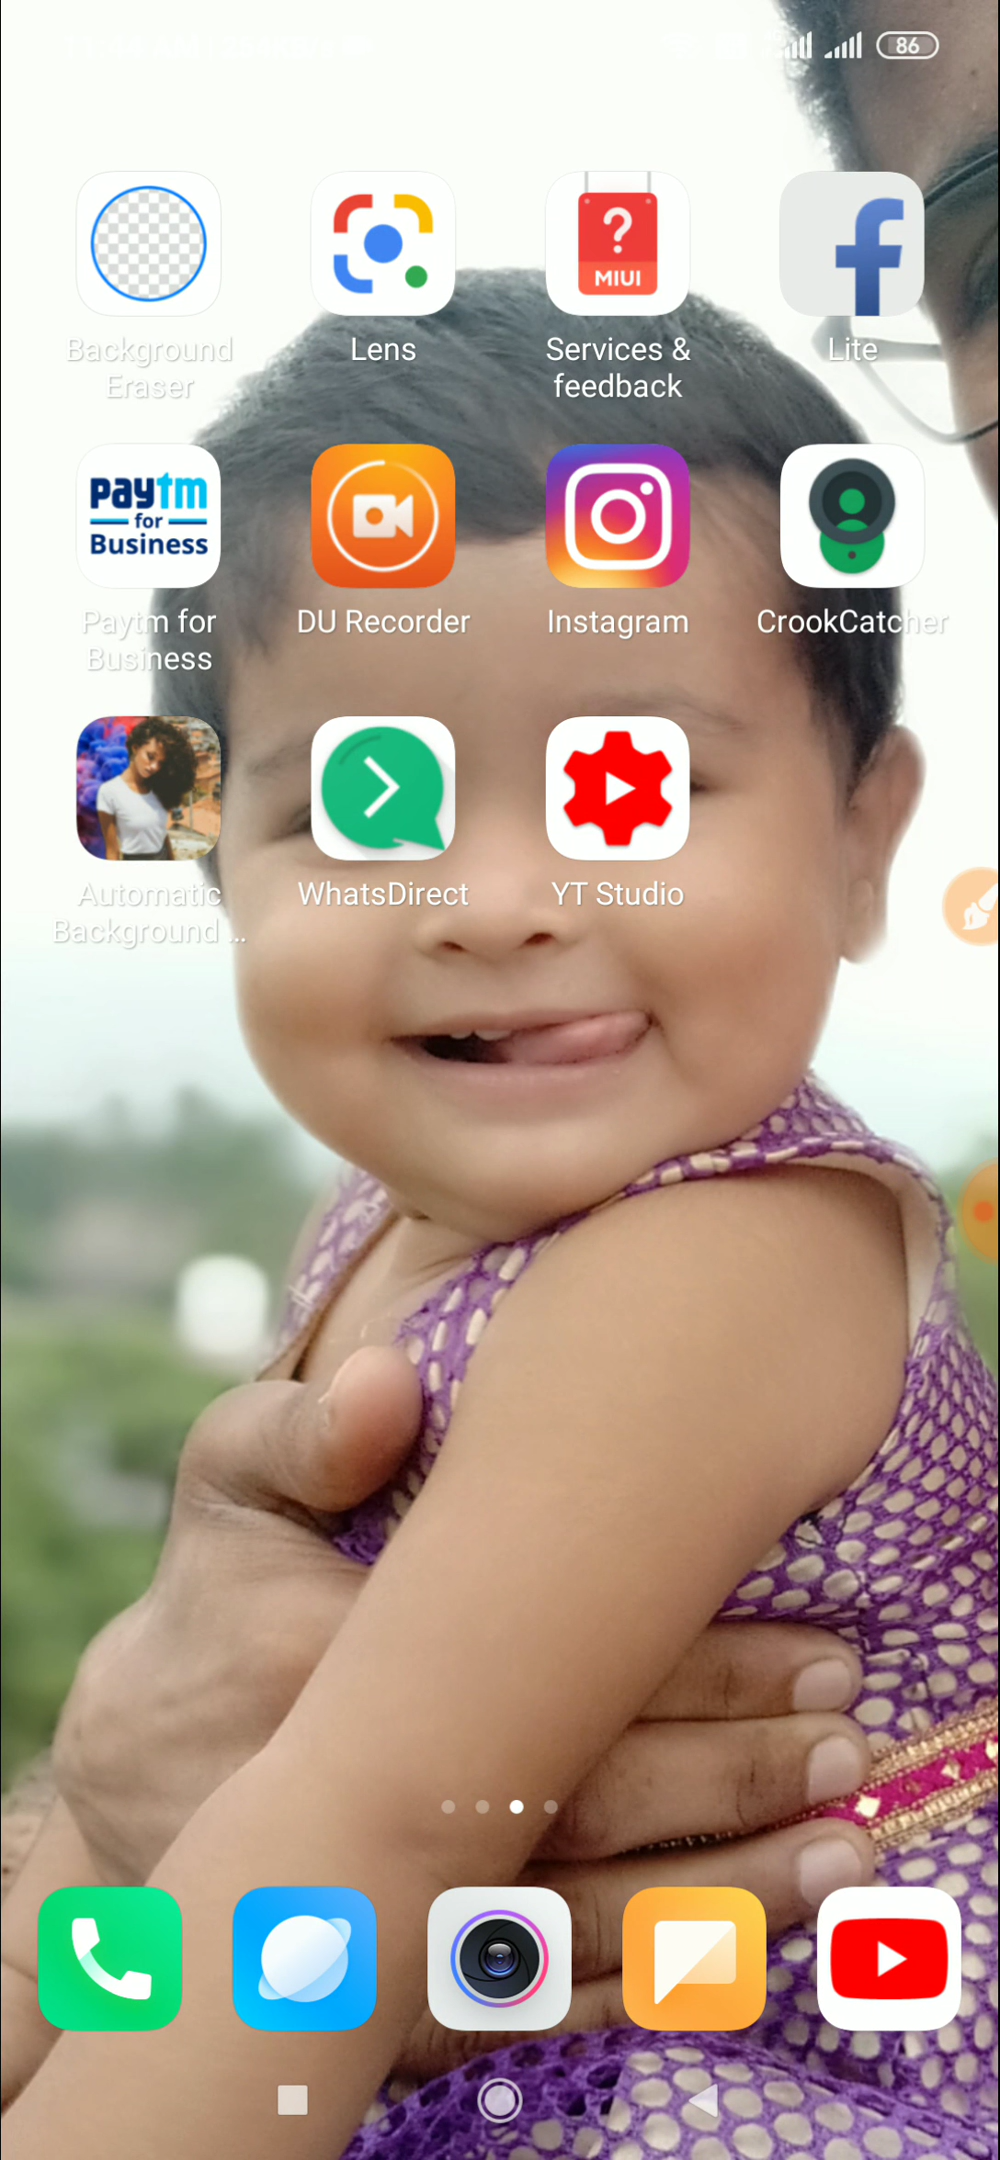 86
MIUI
Background
Eraser
Lens
Services &
feedback
Lite
paytm
for
Business
Paytm for
Business
DU Recorder
Instagram
CrookCatcher
Automatic
Background ...
WhatsDirect
YT Studio